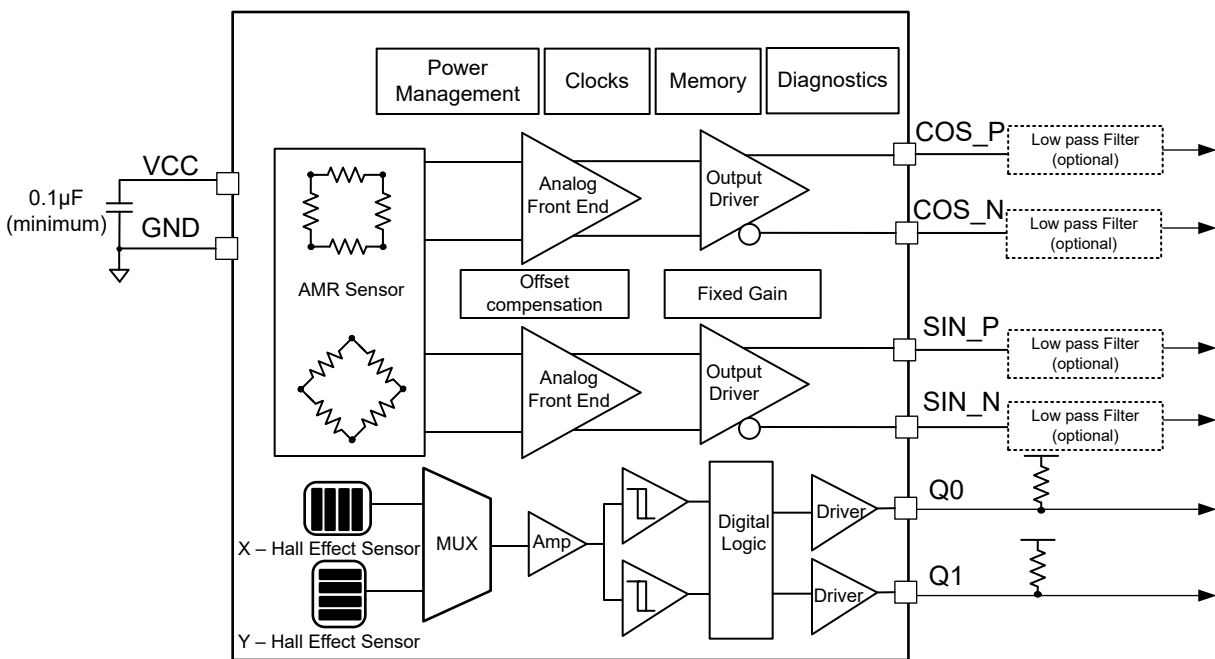 Power
Management
Clocks
Memory
Diagnostics
VCC
0.1µF
(minimum)
GND
AMR Sensor
Analog
Front End
Output
Driver
COS_P
Low pass Filter
(optional)
COS_N
Low pass Filter
(optional)
Offset
compensation
Fixed Gain
Analog
Front End
Output
Driver
SIN_P
Low pass Filter
(optional)
SIN_N
Low pass Filter
(optional)
X – Hall Effect Sensor
Y – Hall Effect Sensor
MUX
Amp
Digital
Logic
Driver
Q0
Driver
Q1